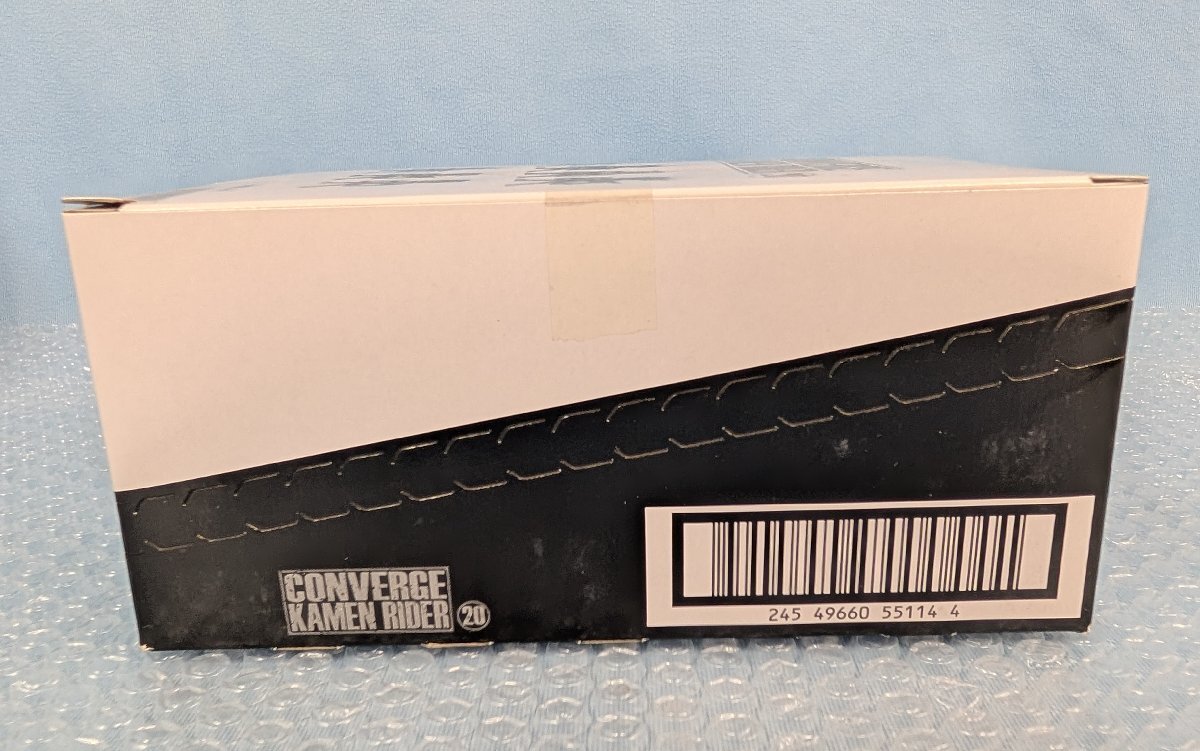 CONVERGE
KAMEN RIDER 20
245 49660 55114 4